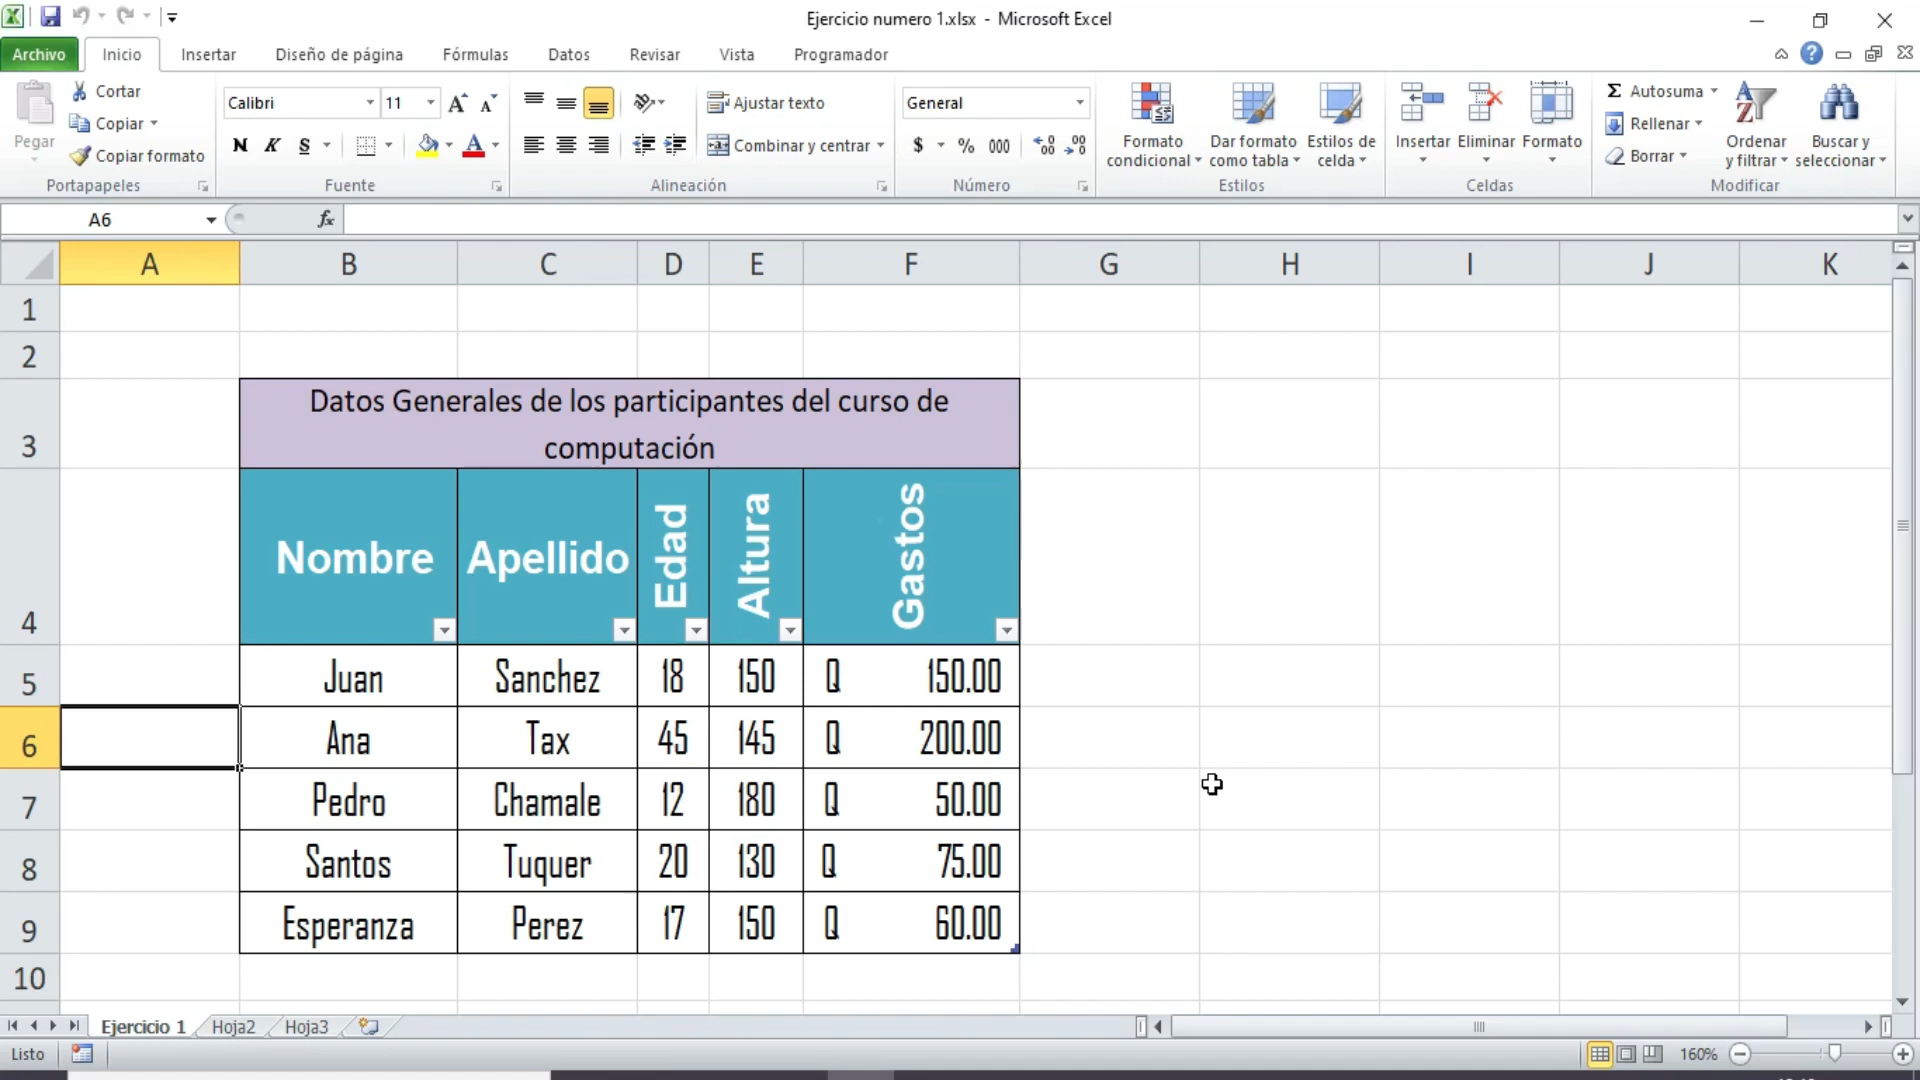 Ejercicio numero 1.xlsx - Microsoft Excel
Archivo Inicio Insertar Diseño de página Fórmulas Datos Revisar Vista Programador
Pegar
Cortar
Copiar
Copiar formato
Portapapeles
Calibri 11
N K S
Fuente
Ajustar texto
Combinar y centrar
Alineación
General
$ % 000
Número
Formato condicional
Dar formato como tabla
Estilos de celda
Estilos
Insertar
Eliminar
Formato
Celdas
Σ Autosuma
Rellenar
Borrar
Ordenar y filtrar
Buscar y seleccionar
Modificar
A6 fx
A B C D E F G H I J K
1
2
3 Datos Generales de los participantes del curso de
computación
4 Nombre Apellido Edad Altura Gastos
5 Juan Sanchez 18 150 Q 150.00
6 Ana Tax 45 145 Q 200.00
7 Pedro Chamale 12 180 Q 50.00
8 Santos Tuquer 20 130 Q 75.00
9 Esperanza Perez 17 150 Q 60.00
10
Ejercicio 1 Hoja2 Hoja3
Listo 160%